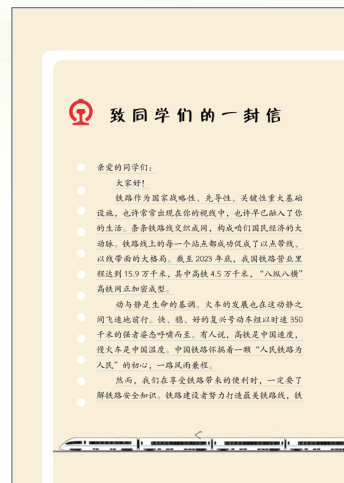 致同学们的一封信
亲爱的同学们：
大家好！
铁路作为国家战略性、先导性、关键性重大基础
设施，也许常常出现在你的视线中，也许早已融入了你
的生活。条条铁路线交织成网，构成咱们国民经济的大
动脉。铁路线上的每一个站点都成功促成了以点带线、
以线带面的大格局。截至2023年底，我国铁路营业里
程达到15.9万千米，其中高铁4.5万千米，“八纵八横”
高铁网正加密成型。
动与静是生命的基调。火车的发展也在这动静之
间飞速地前行。快、稳、好的复兴号动车组以时速350
千米的强者姿态呼啸而至。有人说，高铁是中国速度，
慢火车是中国温度。中国铁路怀揣着一颗“人民铁路为
人民”的初心，一路风雨兼程。
然而，我们在享受铁路带来的便利时，一定要了
解铁路安全知识。铁路建设者努力打造最美铁路线，铁